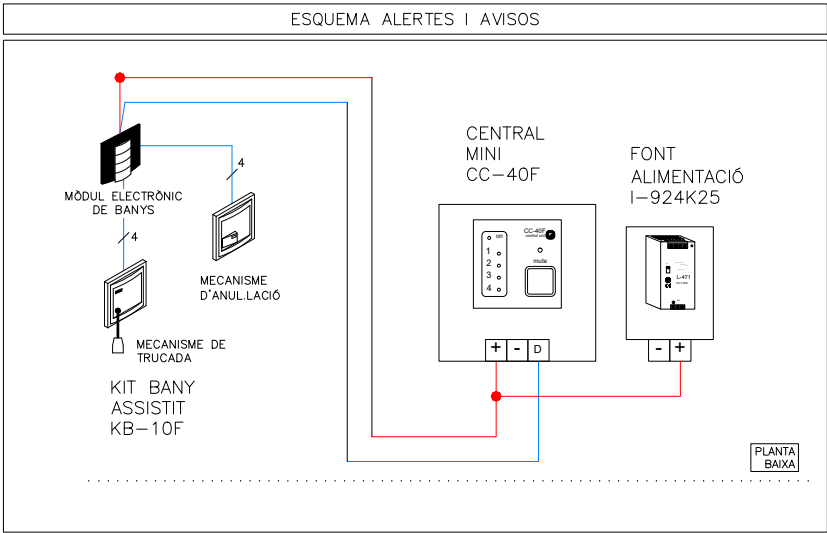 ESQUEMA ALERTES I AVISOS
MÒDUL ELECTRÒNIC
DE BANYS
4
4
MECANISME
D'ANUL.LACIÓ
MECANISME DE
TRUCADA
KIT BANY
ASSISTIT
KB-10F
CENTRAL
MINI
CC-40F
on
1
2
3
4
CC-40F
control unit
mute
+ - D
FONT
ALIMENTACIÓ
I-924K25
L-471
- +
PLANTA
BAIXA